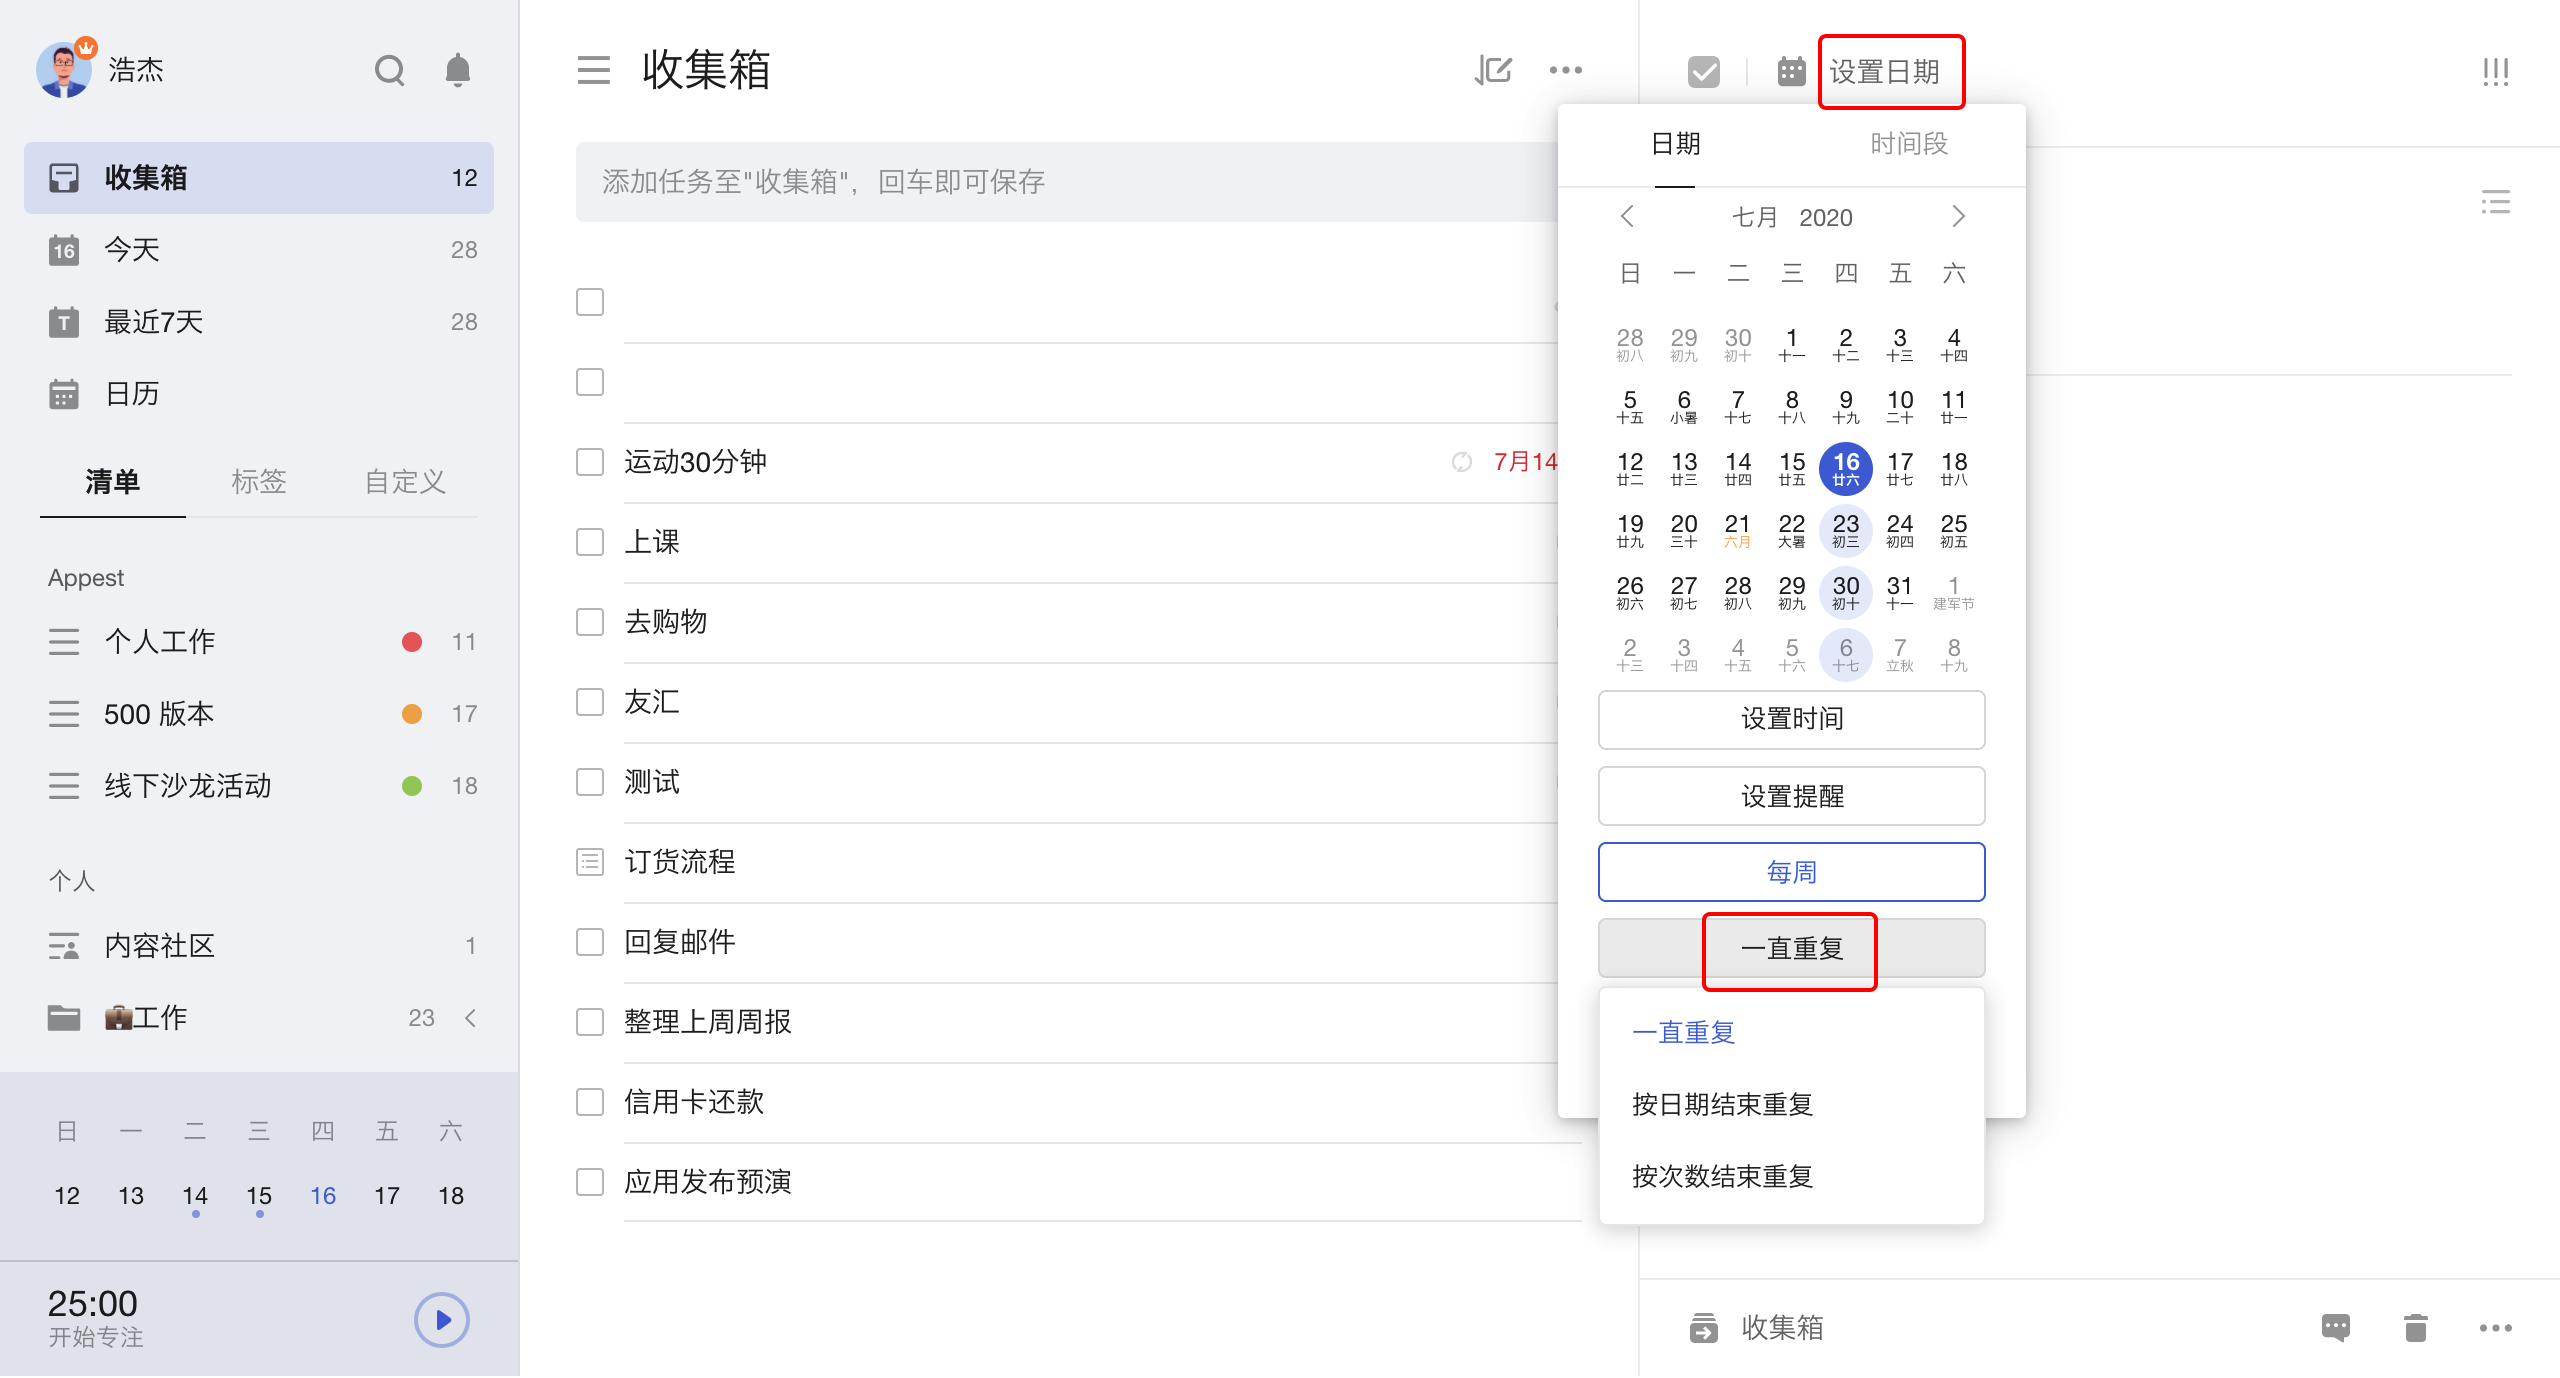 浩杰
收集箱 12
16 今天 28
T 最近7天 28
日历
清单 标签 自定义
Appest
个人工作 11
500 版本 17
线下沙龙活动 18
个人
内容社区 1
工作 23
日 一 二 三 四 五 六
12 13 14 15 16 17 18
25:00
开始专注
收集箱
添加任务至"收集箱"，回车即可保存
运动30分钟 7月14
上课
去购物
友汇
测试
订货流程
回复邮件
整理上周周报
信用卡还款
应用发布预演
设置日期
日期 时间段
七月 2020
日 一 二 三 四 五 六
28 29 30 1 2 3 4
初八 初九 初十 十一 十二 十三 十四
5 6 7 8 9 10 11
十五 小暑 十七 十八 十九 二十 廿一
12 13 14 15 16 17 18
廿二 廿三 廿四 廿五 廿六 廿七 廿八
19 20 21 22 23 24 25
廿九 三十 六月 大暑 初三 初四 初五
26 27 28 29 30 31 1
初六 初七 初八 初九 初十 十一 建军节
2 3 4 5 6 7 8
十三 十四 十五 十六 十七 立秋 十九
设置时间
设置提醒
每周
一直重复
一直重复
按日期结束重复
按次数结束重复
收集箱